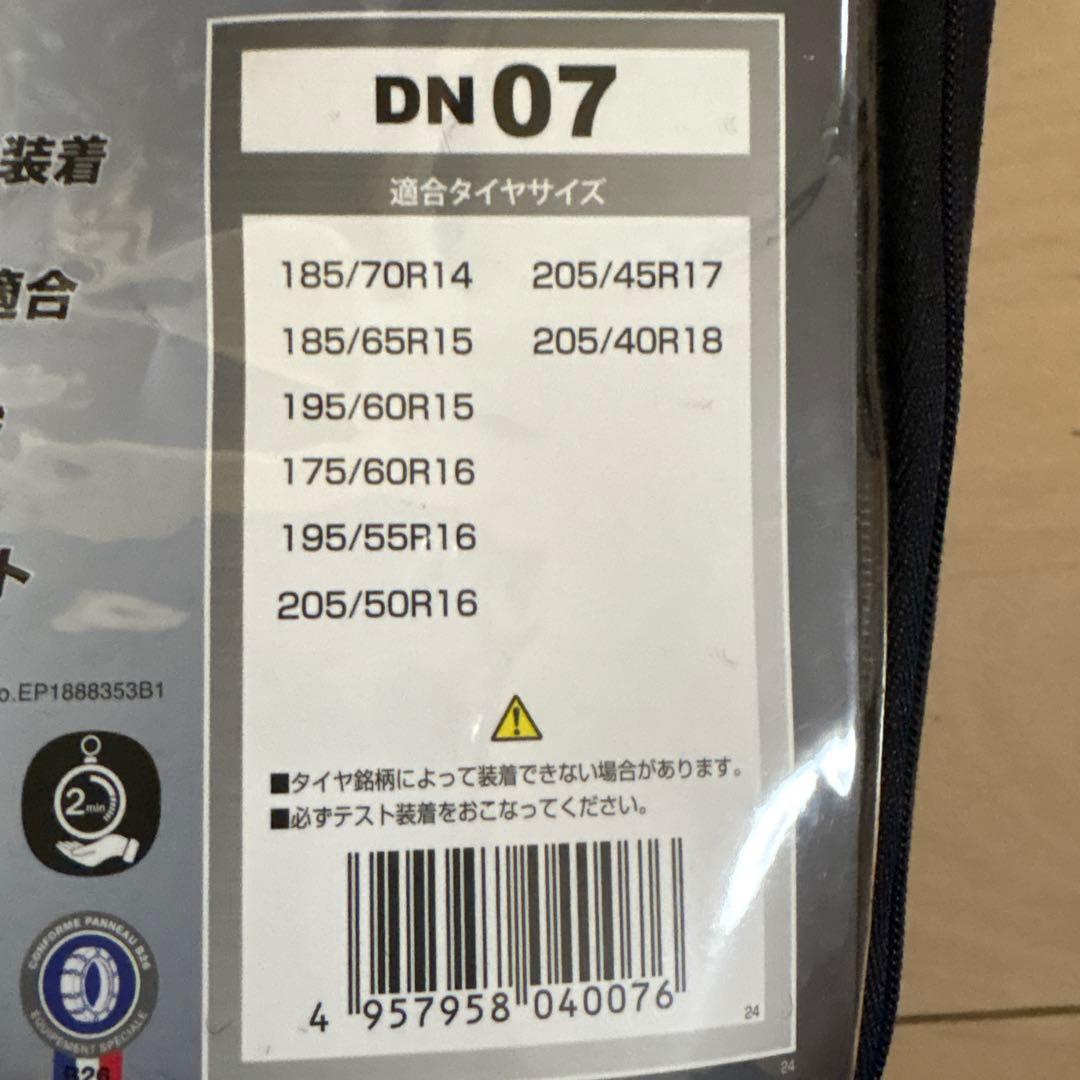 DN 07
適合タイヤサイズ
185/70R14 205/45R17
185/65R15 205/40R18
195/60R15
175/60R16
195/55R16
205/50R16
■タイヤ銘柄によって装着できない場合があります。
■必ずテスト装着をおこなってください。
4 957958 040076
24
24
装着
適合
ト
o.EP1888353B1
2min
CONFORME PANNEAU B26
EQUIPEMENT SPÉCIALE
B26